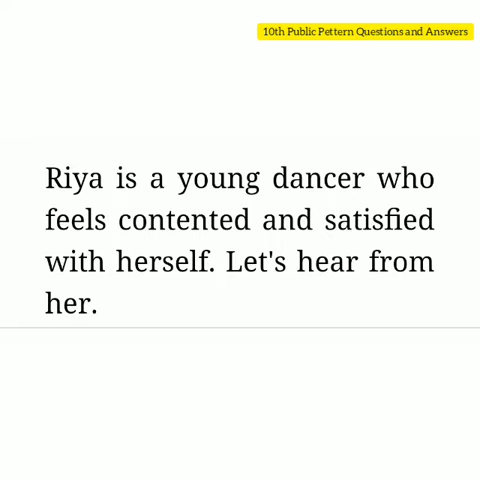 10th Public Pettern Questions and Answers
Riya is a young dancer who
feels contented and satisfied
with herself. Let's hear from
her.